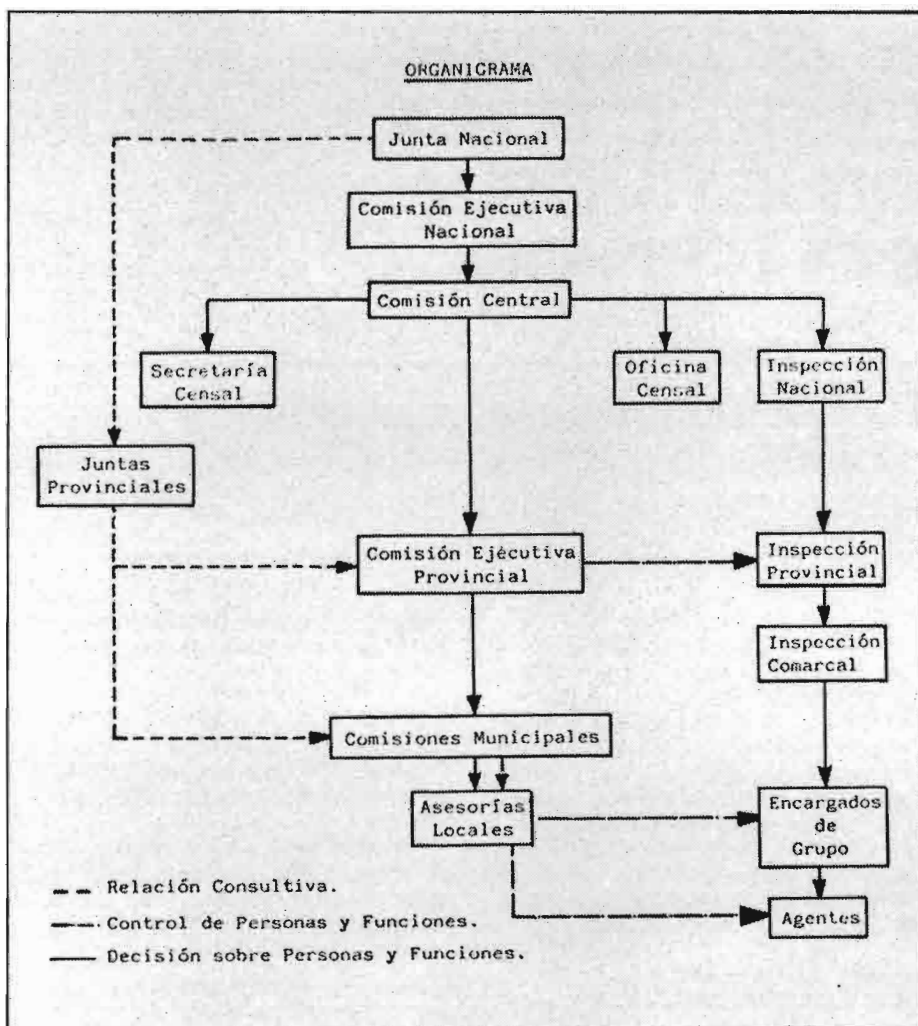 ORGANIGRAMA
Junta Nacional
Comisión Ejecutiva
Nacional
Comisión Central
Secretaría
Censal
Oficina
Censal
Inspección
Nacional
Juntas
Provinciales
Comisión Ejécutiva
Provincial
Inspección
Provincial
Inspección
Comarcal
Comisiones Municipales
Asesorías
Locales
Encargados
de
Grupo
Agentes
Relación Consultiva.
Control de Personas y Funciones.
Decisión sobre Personas y Funciones.